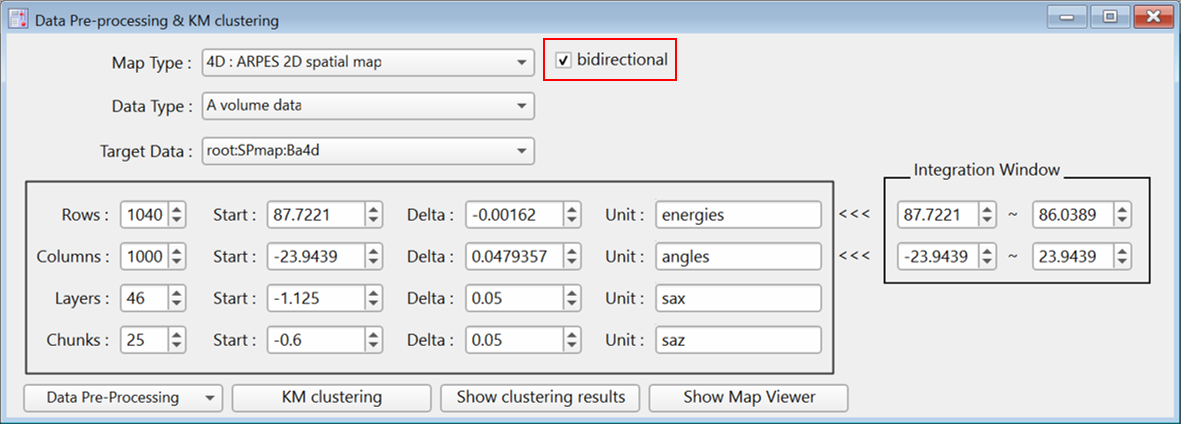 Data Pre-processing & KM clustering
Map Type : 4D : ARPES 2D spatial map bidirectional
Data Type : A volume data
Target Data : root:SPmap:Ba4d
Integration Window
Rows : 1040 Start : 87.7221 Delta : -0.00162 Unit : energies <<< 87.7221 ~ 86.0389
Columns : 1000 Start : -23.9439 Delta : 0.0479357 Unit : angles <<< -23.9439 ~ 23.9439
Layers : 46 Start : -1.125 Delta : 0.05 Unit : sax
Chunks : 25 Start : -0.6 Delta : 0.05 Unit : saz
Data Pre-Processing KM clustering Show clustering results Show Map Viewer